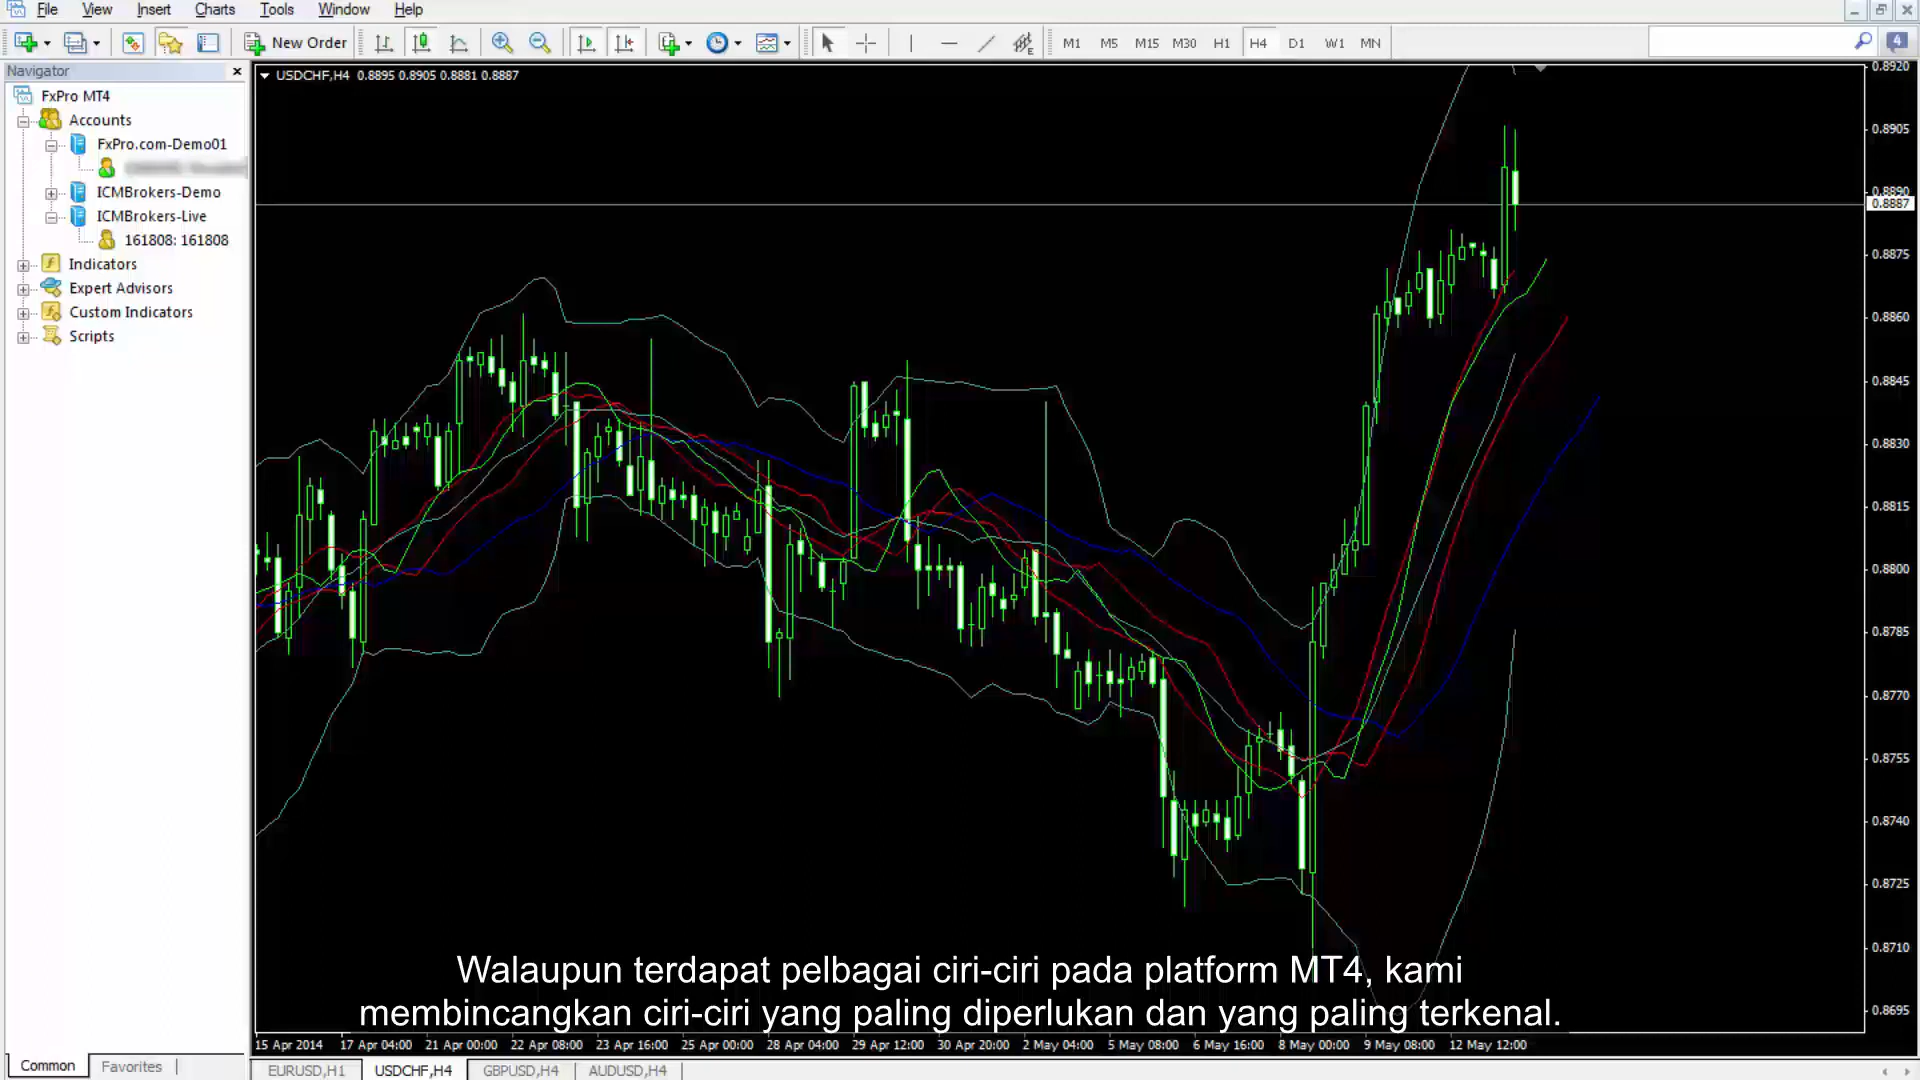 File View Insert Charts Tools Window Help
New Order M1 M5 M15 M30 H1 H4 D1 W1 MN 4
Navigator
FxPro MT4
Accounts
FxPro.com-Demo01
ICMBrokers-Demo
ICMBrokers-Live
161808: 161808
Indicators
Expert Advisors
Custom Indicators
Scripts
Common Favorites
USDCHF,H4 0.8895 0.8905 0.8881 0.8887
0.8920
0.8905
0.8890
0.8887
0.8875
0.8860
0.8845
0.8830
0.8815
0.8800
0.8785
0.8770
0.8755
0.8740
0.8725
0.8710
0.8695
Walaupun terdapat pelbagai ciri-ciri pada platform MT4, kami
membincangkan ciri-ciri yang paling diperlukan dan yang paling terkenal.
15 Apr 2014 17 Apr 04:00 21 Apr 00:00 22 Apr 08:00 23 Apr 16:00 25 Apr 00:00 28 Apr 04:00 29 Apr 12:00 30 Apr 20:00 2 May 04:00 5 May 08:00 6 May 16:00 8 May 00:00 9 May 08:00 12 May 12:00
EURUSD,H1 USDCHF,H4 GBPUSD,H4 AUDUSD,H4